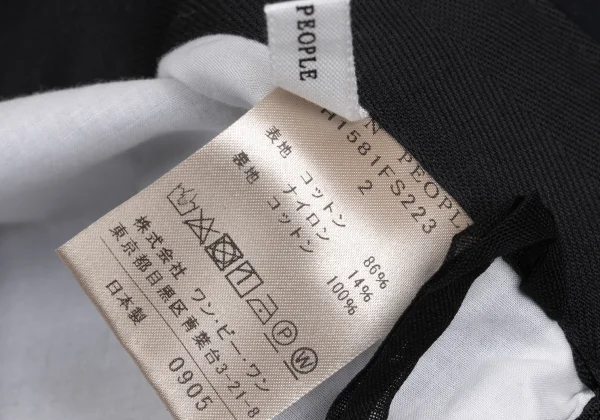 PEOPLE
PEOPL
H1581FS223
2
表地 コットン 86%
ナイロン 14%
裏地 コットン 100%
P W
株式会社 ワン・ビー・ワン
東京都目黒区青葉台3-21-8
日本製 0905